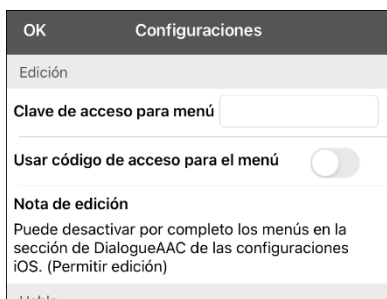 OK Configuraciones
Edición
Clave de acceso para menú
Usar código de acceso para el menú
Nota de edición
Puede desactivar por completo los menús en la
sección de DialogueAAC de las configuraciones
iOS. (Permitir edición)